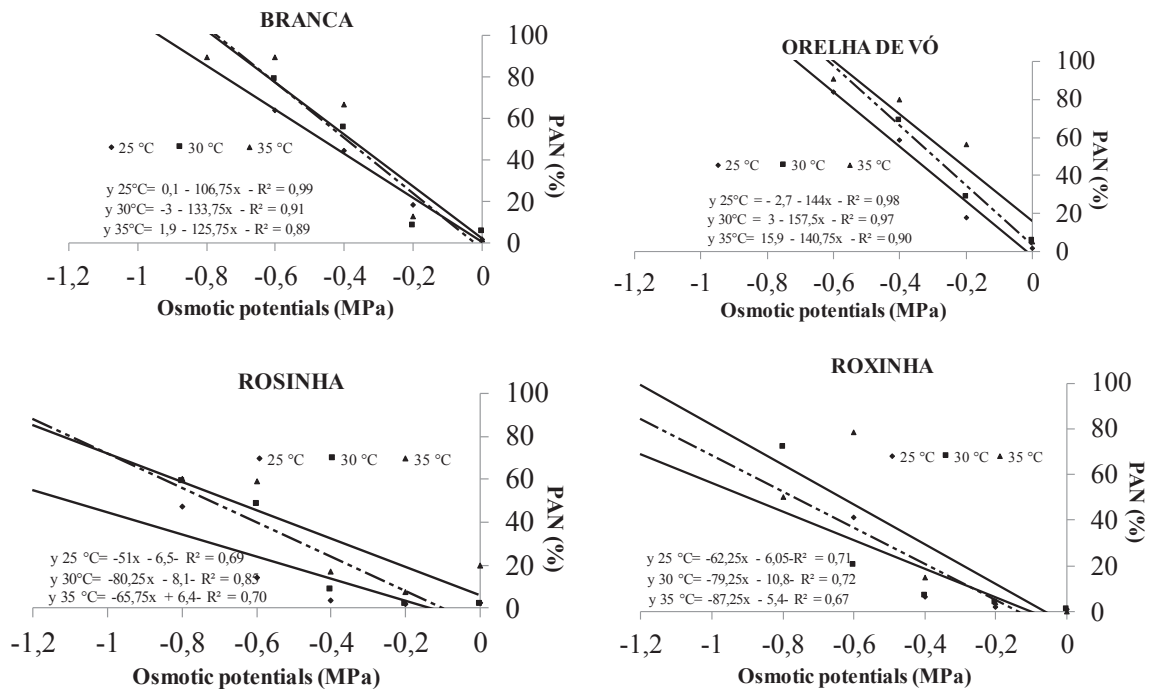 BRANCA
100
80
60
40
20
0
PAN (%)
25 °C 30 °C 35 °C
y 25°C= 0,1 - 106,75x - R² = 0,99
y 30°C= -3 - 133,75x - R² = 0,91
y 35°C= 1,9 - 125,75x - R² = 0,89
-1,2 -1 -0,8 -0,6 -0,4 -0,2 0
Osmotic potentials (MPa)
ORELHA DE VÓ
100
80
60
40
20
0
PAN (%)
25 °C 30 °C 35 °C
y 25°C= - 2,7 - 144x - R² = 0,98
y 30°C = 3 - 157,5x - R² = 0,97
y 35°C= 15,9 - 140,75x - R² = 0,90
-1,2 -1 -0,8 -0,6 -0,4 -0,2 0
Osmotic potentials (MPa)
ROSINHA
100
80
60
40
20
0
PAN (%)
25 °C 30 °C 35 °C
y 25 °C= -51x - 6,5- R² = 0,69
y 30°C= -80,25x - 8,1- R² = 0,85
y 35 °C= -65,75x + 6,4- R² = 0,70
-1,2 -1 -0,8 -0,6 -0,4 -0,2 0
Osmotic potentials (MPa)
ROXINHA
100
80
60
40
20
0
PAN (%)
25 °C 30 °C 35 °C
y 25 °C= -62,25x - 6,05-R² = 0,71
y 30 °C= -79,25x - 10,8- R² = 0,72
y 35 °C= -87,25x - 5,4- R² = 0,67
-1,2 -1 -0,8 -0,6 -0,4 -0,2 0
Osmotic potentials (MPa)